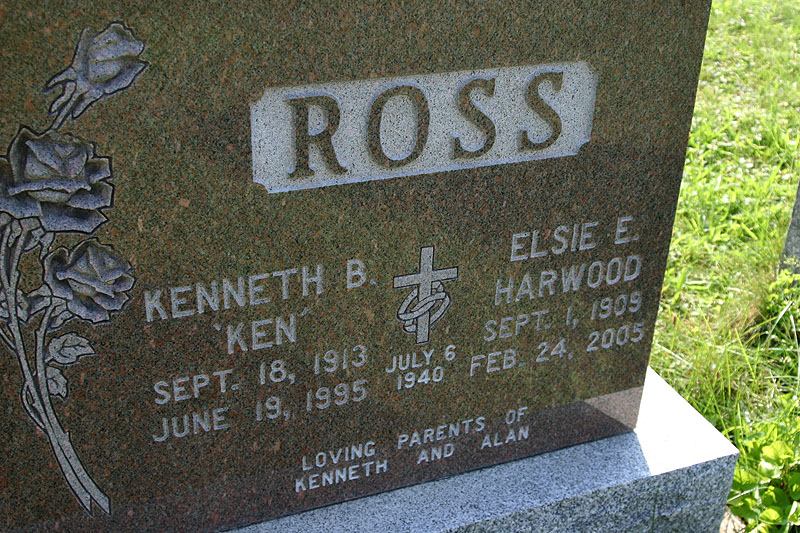 ROSS
KENNETH B.
"KEN"
SEPT. 18, 1913
JUNE 19, 1995
JULY 6
1940
ELSIE E.
HARWOOD
SEPT. 1, 1909
FEB. 24, 2005
LOVING PARENTS OF
KENNETH AND ALAN